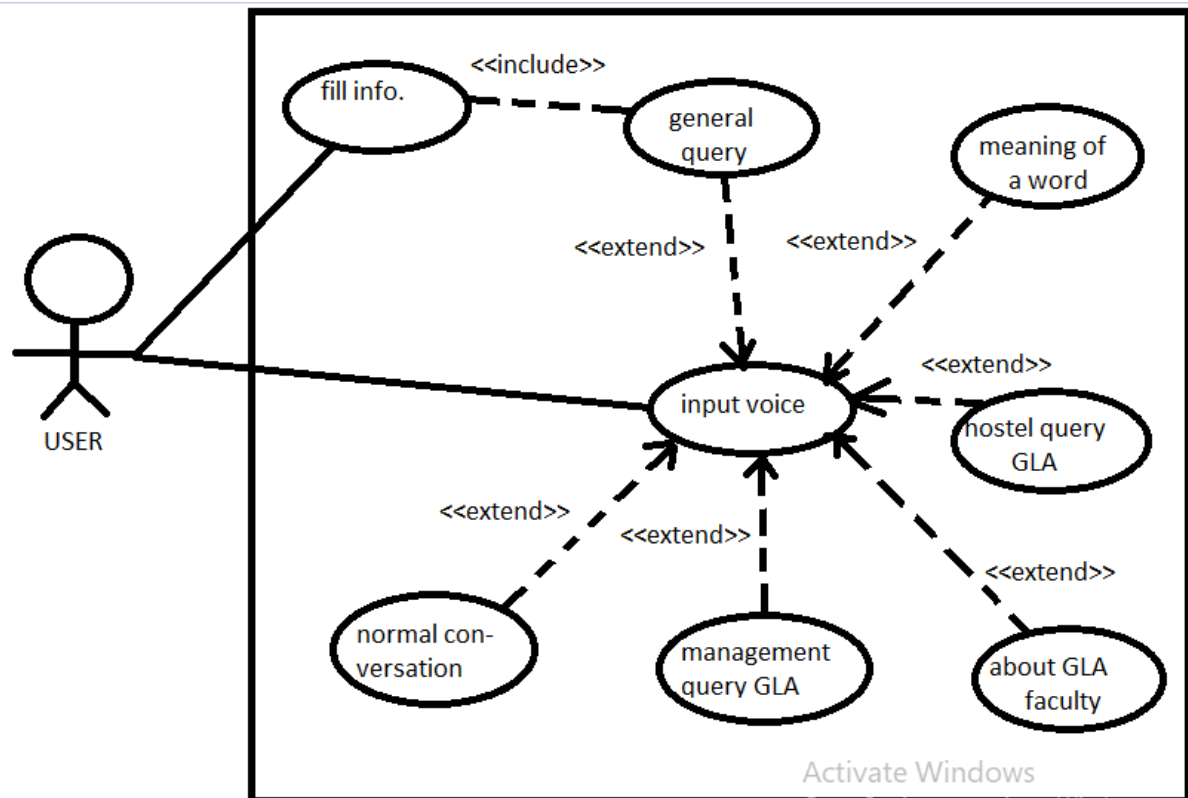 <<include>>
fill info.
general
query
meaning of
a word
<<extend>>
<<extend>>
<<extend>>
input voice
hostel query
GLA
USER
<<extend>>
<<extend>>
<<extend>>
normal con-
versation
management
query GLA
about GLA
faculty
Activate Windows